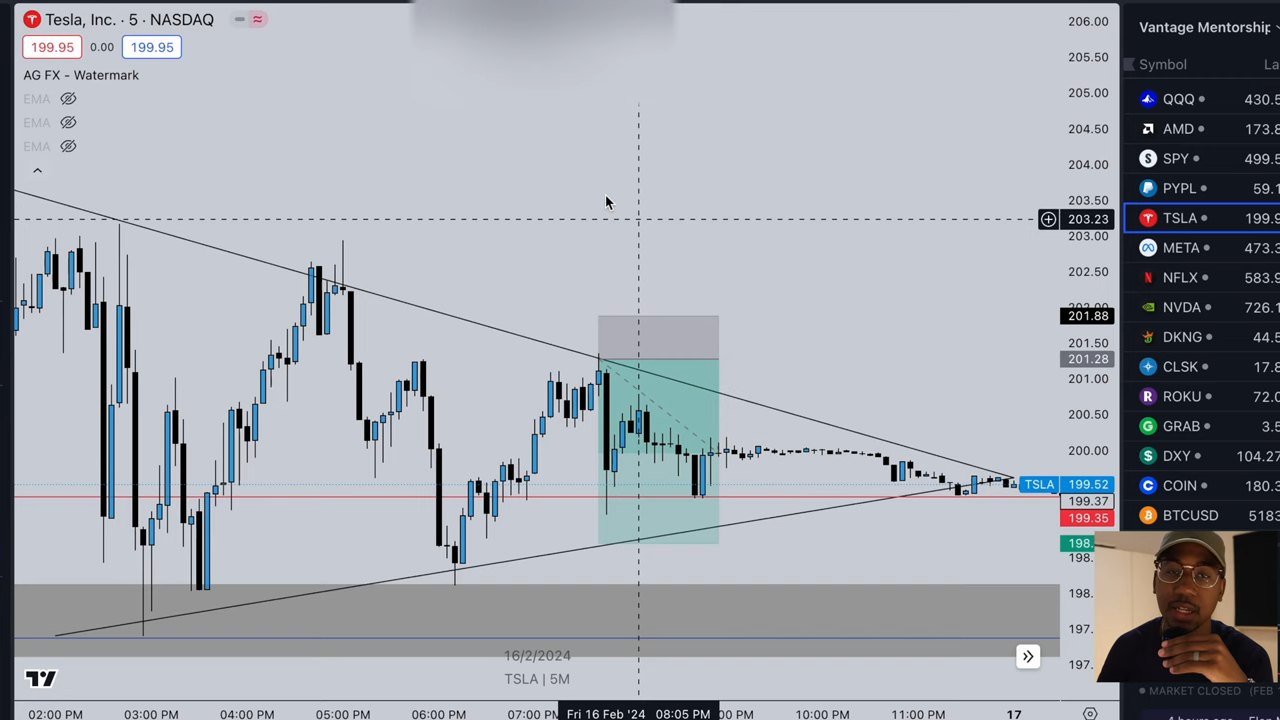 Tesla, Inc. · 5 · NASDAQ
199.95 0.00 199.95
AG FX - Watermark
EMA
EMA
EMA
206.00
205.50
205.00
204.50
204.00
203.50
203.23
203.00
202.50
201.88
201.50
201.28
201.00
200.50
200.00
TSLA 199.52
199.37
199.35
198.
198.
198.
197.
197.
16/2/2024
TSLA | 5M
02:00 PM 03:00 PM 04:00 PM 05:00 PM 06:00 PM 07:00 PM Fri 16 Feb '24 08:05 PM :00 PM 10:00 PM 11:00 PM 17
Vantage Mentorship
Symbol La
QQQ 430.5
AMD 173.8
SPY 499.5
PYPL 59.1
TSLA 199.9
META 473.3
NFLX 583.9
NVDA 726.1
DKNG 44.5
CLSK 17.8
ROKU 72.0
GRAB 3.5
DXY 104.27
COIN 180.3
BTCUSD 5183
MARKET CLOSED (FEB